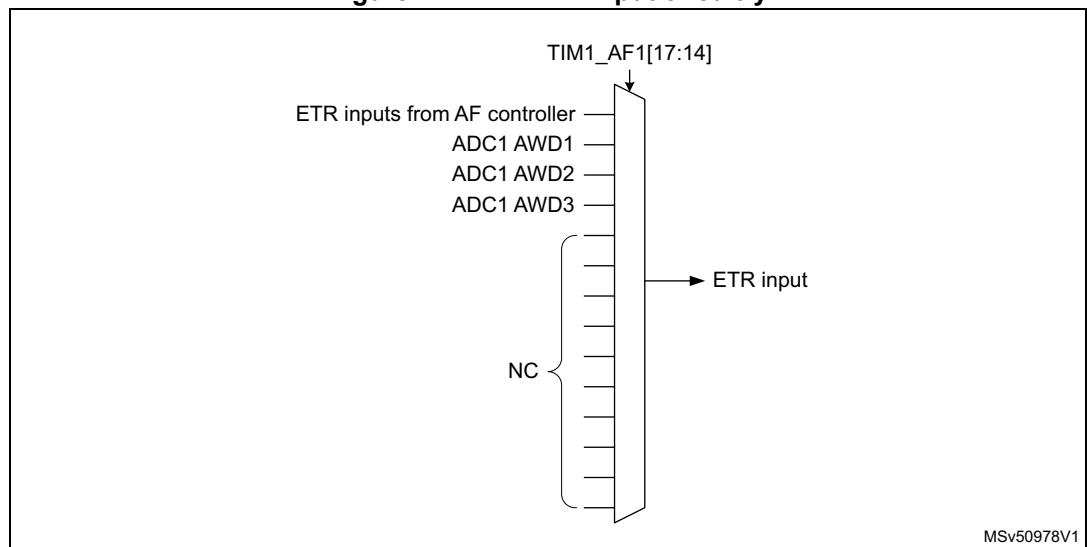 TIM1_AF1[17:14]
ETR inputs from AF controller
ADC1 AWD1
ADC1 AWD2
ADC1 AWD3
ETR input
NC
MSv50978V1